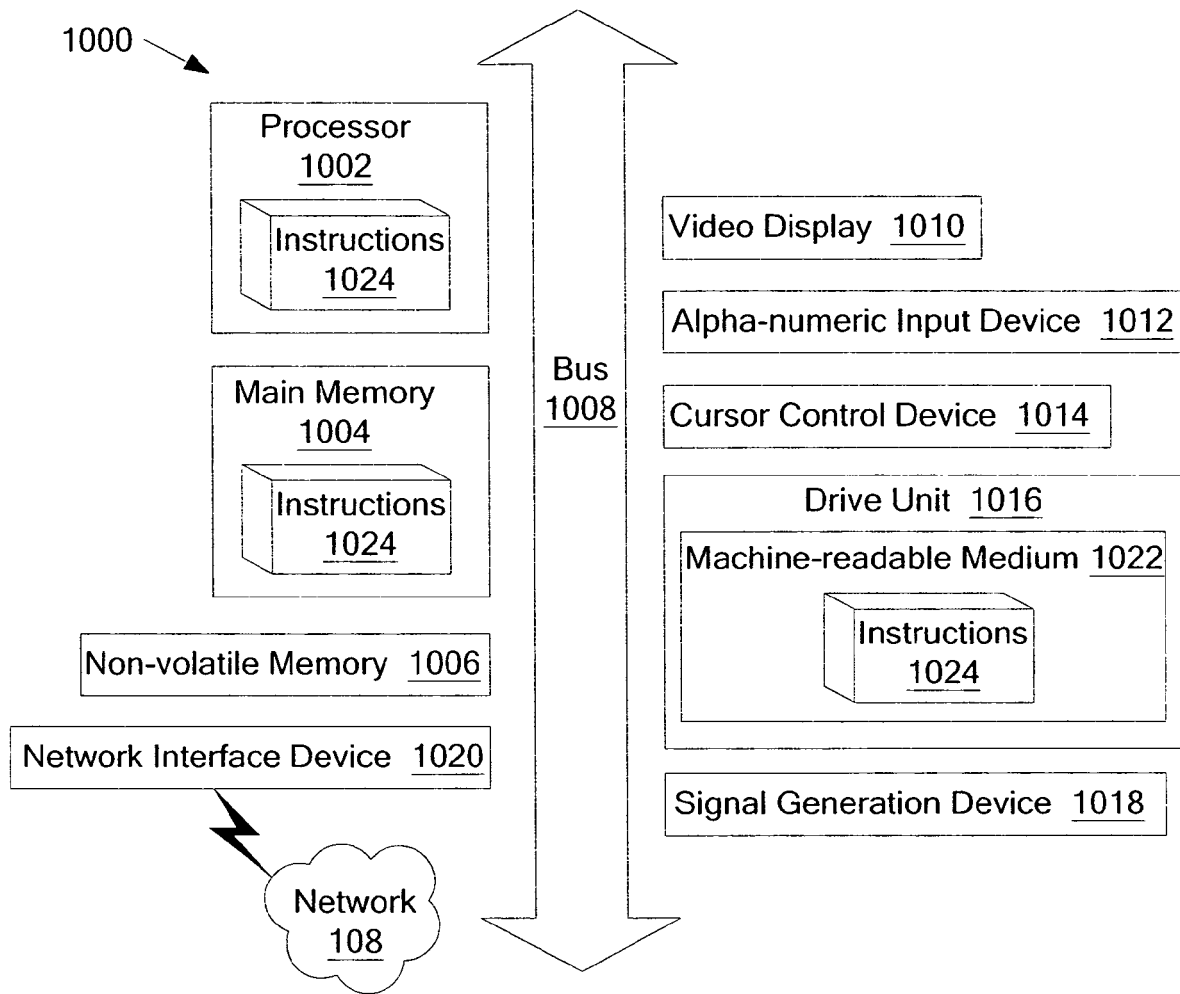 1000
Processor
1002
Instructions
1024
Main Memory
1004
Instructions
1024
Non-volatile Memory 1006
Network Interface Device 1020
Network
108
Bus
1008
Video Display 1010
Alpha-numeric Input Device 1012
Cursor Control Device 1014
Drive Unit 1016
Machine-readable Medium 1022
Instructions
1024
Signal Generation Device 1018